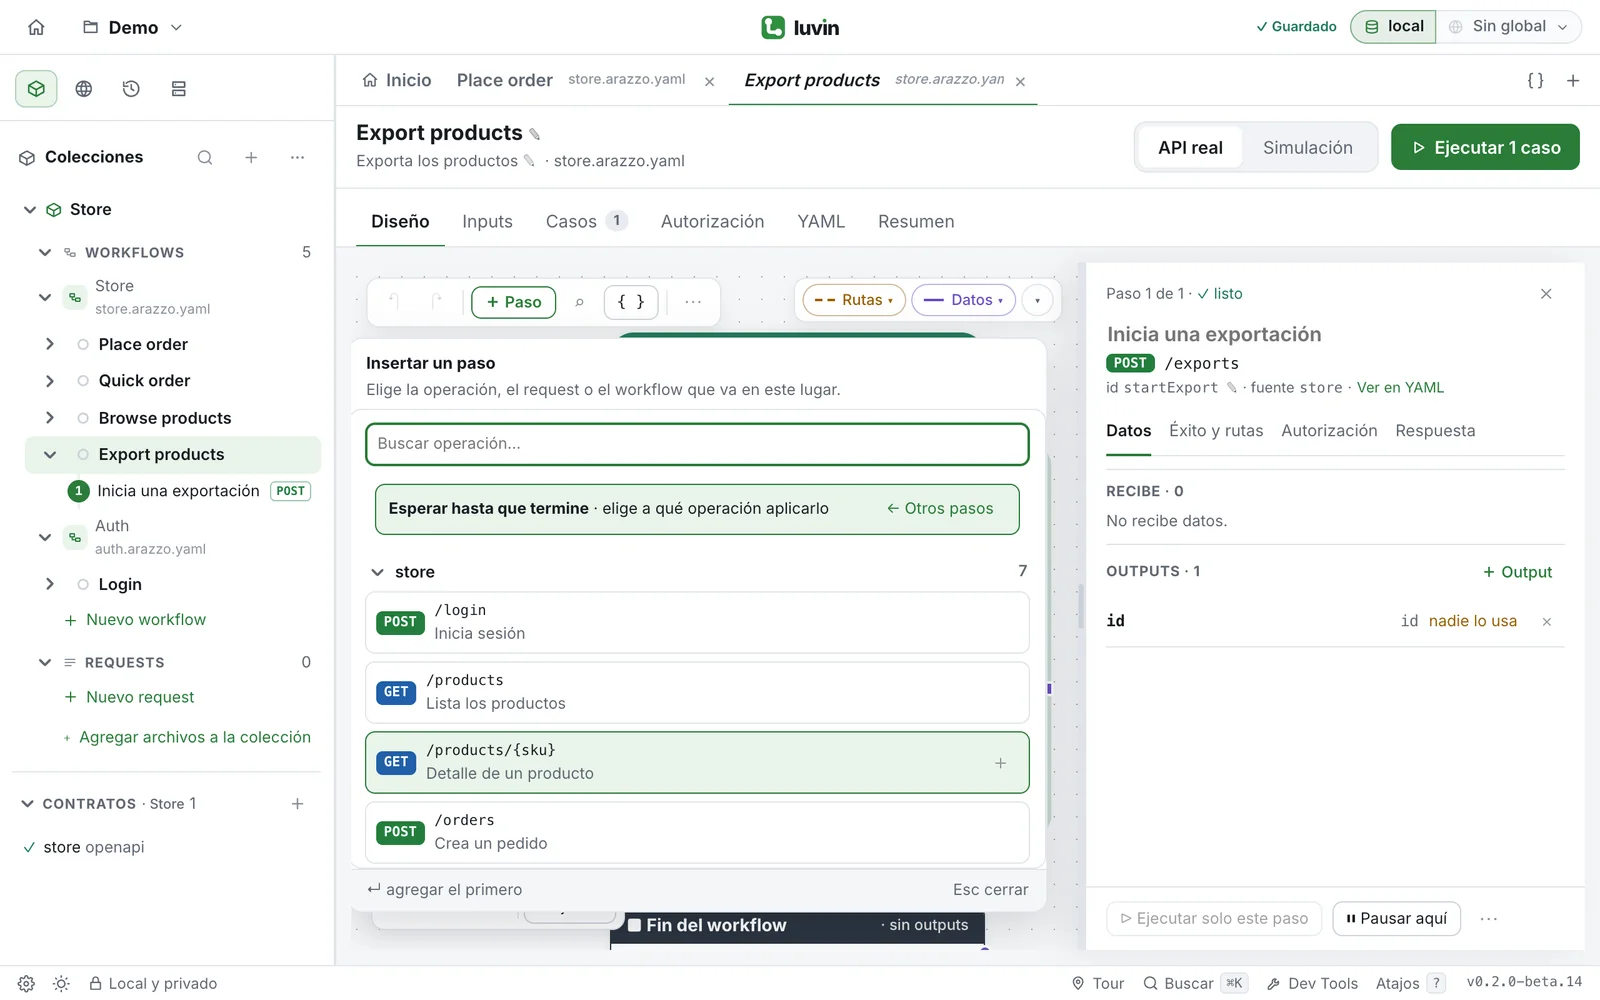 Demo
luvin
Guardado
local
Sin global
Inicio
Place order store.arazzo.yaml
Export products store.arazzo.yan
{ }
Colecciones
Export products
Exporta los productos · store.arazzo.yaml
API real
Simulación
Ejecutar 1 caso
Store
Diseño
Inputs
Casos 1
Autorización
YAML
Resumen
WORKFLOWS 5
Store
store.arazzo.yaml
Place order
Quick order
Browse products
Export products
1 Inicia una exportación POST
Auth
auth.arazzo.yaml
Login
+ Nuevo workflow
REQUESTS 0
+ Nuevo request
+ Agregar archivos a la colección
CONTRATOS · Store 1
store openapi
+ Paso
{ }
Rutas
Datos
Insertar un paso
Elige la operación, el request o el workflow que va en este lugar.
Buscar operación...
Esperar hasta que termine · elige a qué operación aplicarlo
← Otros pasos
store 7
POST /login
Inicia sesión
GET /products
Lista los productos
GET /products/{sku}
Detalle de un producto
POST /orders
Crea un pedido
↵ agregar el primero
Esc cerrar
Fin del workflow · sin outputs
Paso 1 de 1 · ✓ listo
Inicia una exportación
POST /exports
id startExport · fuente store · Ver en YAML
Datos
Éxito y rutas
Autorización
Respuesta
RECIBE · 0
No recibe datos.
OUTPUTS · 1
+ Output
id
id nadie lo usa
Ejecutar solo este paso
Pausar aquí
Local y privado
Tour
Buscar ⌘K
Dev Tools
Atajos ?
v0.2.0-beta.14